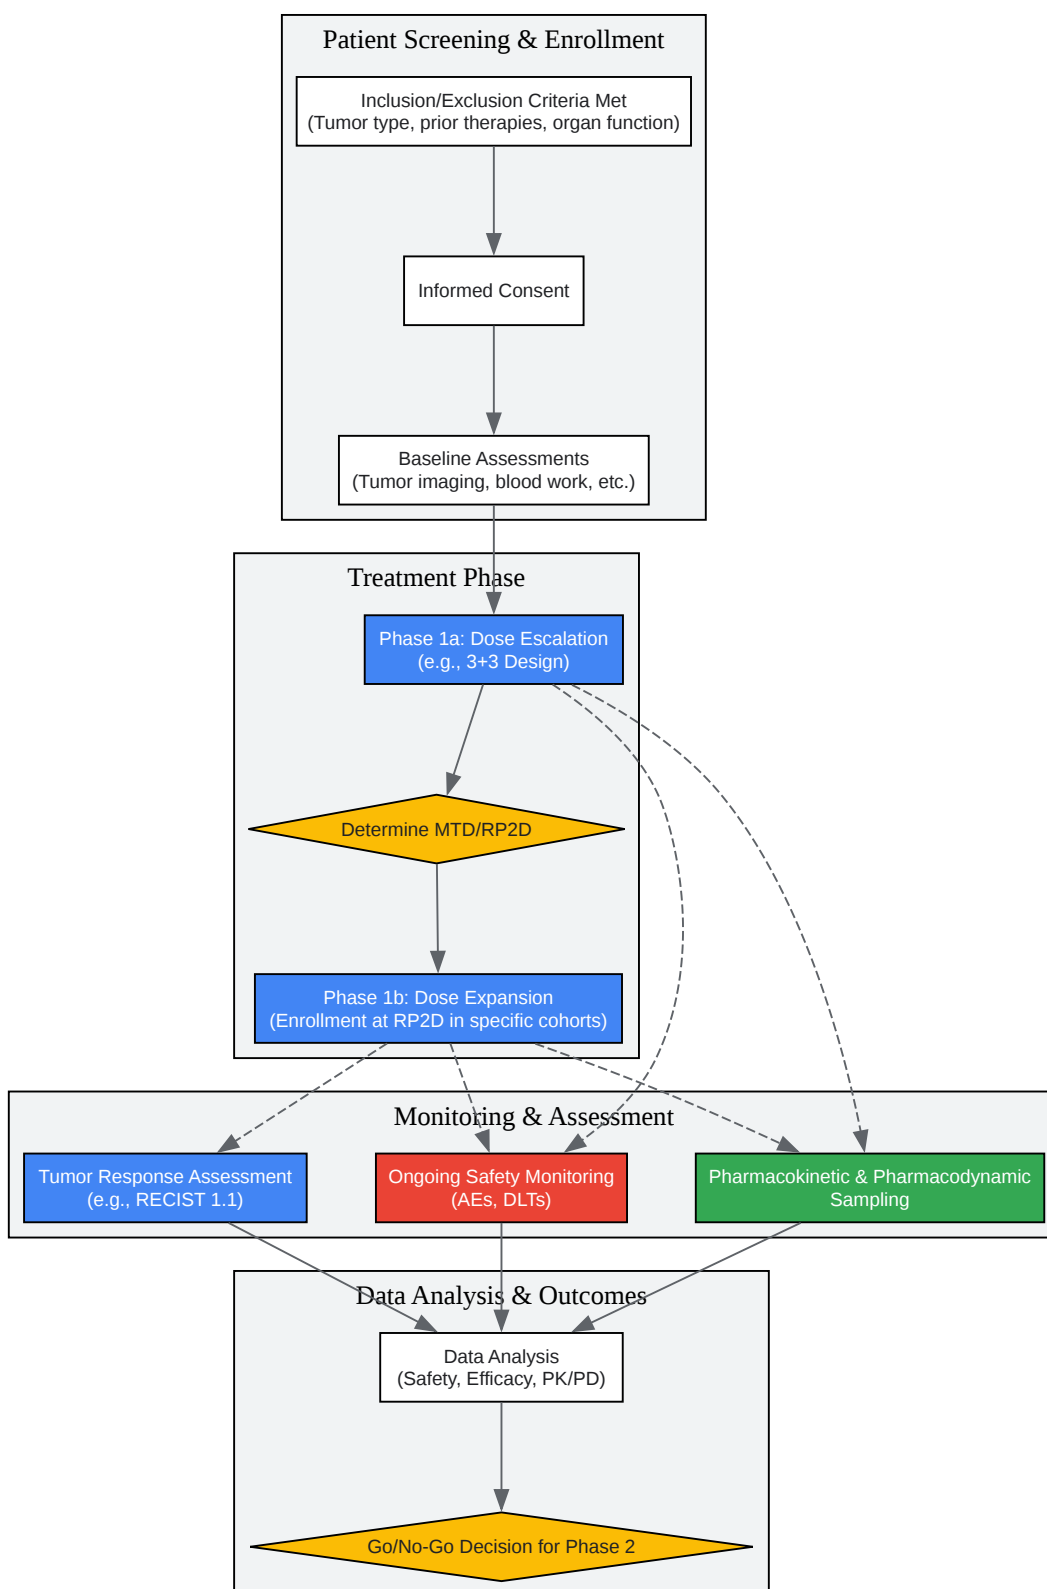 Patient Screening & Enrollment
Inclusion/Exclusion Criteria Met
(Tumor type, prior therapies, organ function)
Informed Consent
Baseline Assessments
(Tumor imaging, blood work, etc.)
Treatment Phase
Phase 1a: Dose Escalation
(e.g., 3+3 Design)
Determine MTD/RP2D
Phase 1b: Dose Expansion
(Enrollment at RP2D in specific cohorts)
Monitoring & Assessment
Tumor Response Assessment
(e.g., RECIST 1.1)
Ongoing Safety Monitoring
(AEs, DLTs)
Pharmacokinetic & Pharmacodynamic
Sampling
Data Analysis & Outcomes
Data Analysis
(Safety, Efficacy, PK/PD)
Go/No-Go Decision for Phase 2